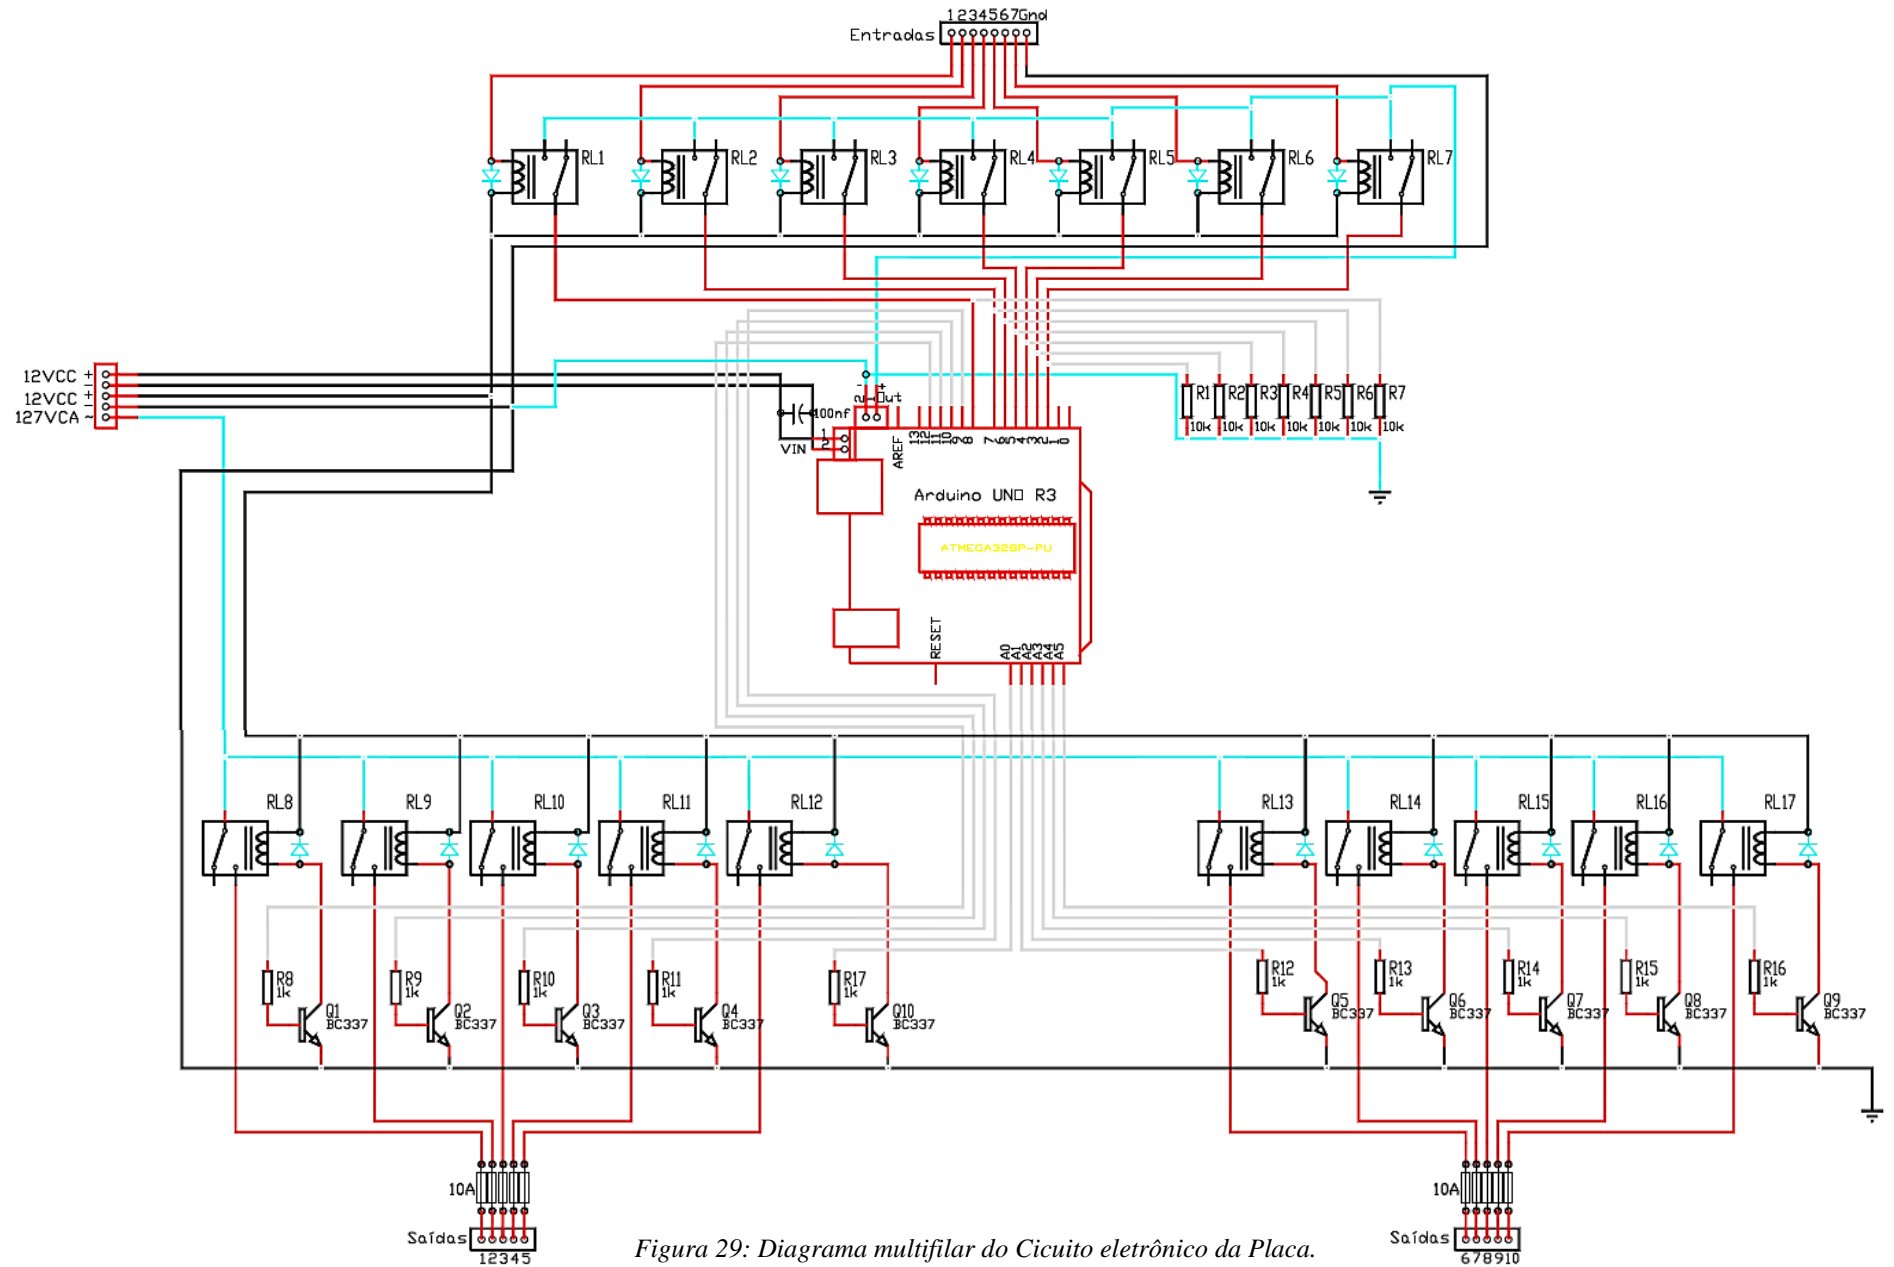 1234567Gnd
Entradas
RL1
RL2
RL3
RL4
RL5
RL6
RL7
12VCC +
-
12VCC +
-
127VCA ~
100nf
- +
2 1 Out
VIN
1
2
AREF
13
12
11
10
9
8
7
6
5
4
3
2
1
0
R1
10k
R2
10k
R3
10k
R4
10k
R5
10k
R6
10k
R7
10k
Arduino UNO R3
ATMEGA328P-PU
RESET
A0
A1
A2
A3
A4
A5
RL8
RL9
RL10
RL11
RL12
RL13
RL14
RL15
RL16
RL17
R8
1k
R9
1k
R10
1k
R11
1k
R17
1k
R12
1k
R13
1k
R14
1k
R15
1k
R16
1k
Q1
BC337
Q2
BC337
Q3
BC337
Q4
BC337
Q10
BC337
Q5
BC337
Q6
BC337
Q7
BC337
Q8
BC337
Q9
BC337
10A
10A
Saídas
12345
Saídas
678910
Figura 29: Diagrama multifilar do Cicuito eletrônico da Placa.